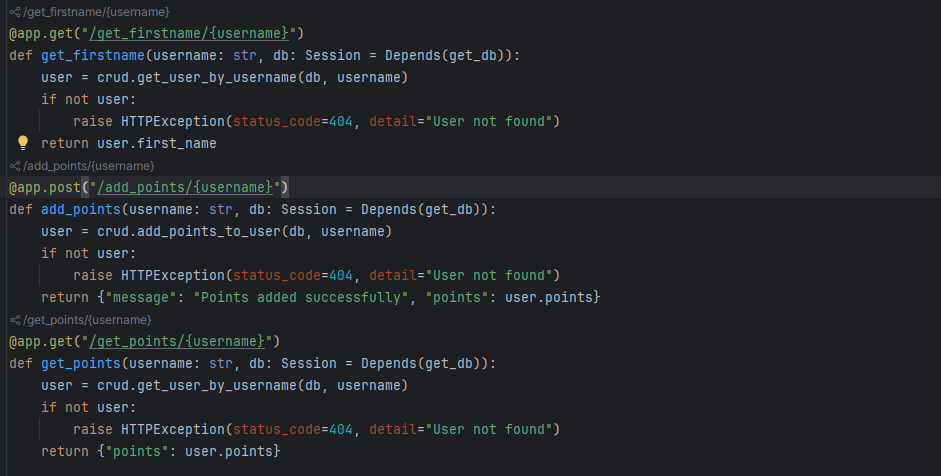 /get_firstname/{username}
@app.get("/get_firstname/{username}")
def get_firstname(username: str, db: Session = Depends(get_db)):
    user = crud.get_user_by_username(db, username)
    if not user:
        raise HTTPException(status_code=404, detail="User not found")
    return user.first_name
/add_points/{username}
@app.post("/add_points/{username}")
def add_points(username: str, db: Session = Depends(get_db)):
    user = crud.add_points_to_user(db, username)
    if not user:
        raise HTTPException(status_code=404, detail="User not found")
    return {"message": "Points added successfully", "points": user.points}
/get_points/{username}
@app.get("/get_points/{username}")
def get_points(username: str, db: Session = Depends(get_db)):
    user = crud.get_user_by_username(db, username)
    if not user:
        raise HTTPException(status_code=404, detail="User not found")
    return {"points": user.points}